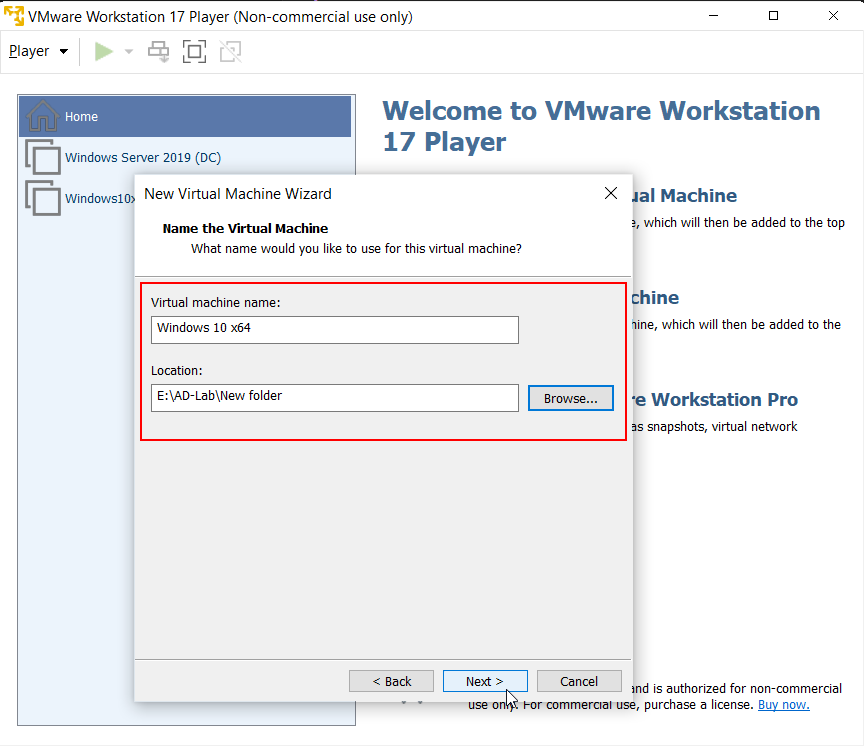 VMware Workstation 17 Player (Non-commercial use only)
Player
Home
Windows Server 2019 (DC)
Windows10x
Welcome to VMware Workstation
17 Player
ual Machine
, which will then be added to the top
chine
hine, which will then be added to the
re Workstation Pro
as snapshots, virtual network
New Virtual Machine Wizard
Name the Virtual Machine
What name would you like to use for this virtual machine?
Virtual machine name:
Windows 10 x64
Location:
E:\AD-Lab\New folder
Browse...
< Back
Next >
Cancel
and is authorized for non-commercial
use only. For commercial use, purchase a license. Buy now.